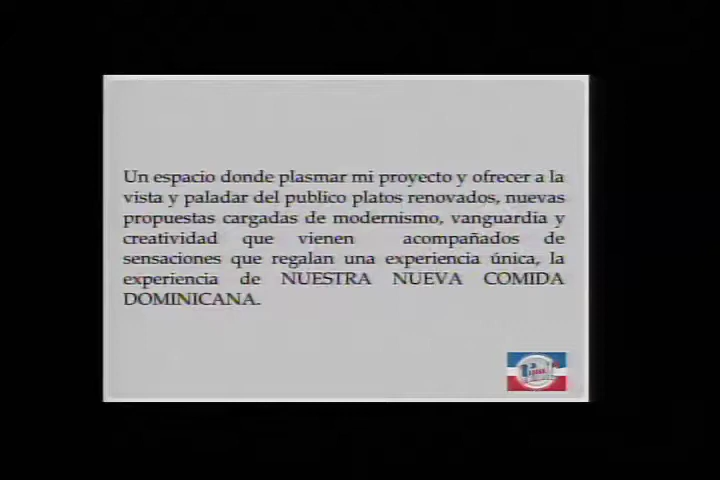 Un espacio donde plasmar mi proyecto y ofrecer a la
vista y paladar del publico platos renovados, nuevas
propuestas cargadas de modernismo, vanguardia y
creatividad que vienen acompañados de
sensaciones que regalan una experiencia única, la
experiencia de NUESTRA NUEVA COMIDA
DOMINICANA.